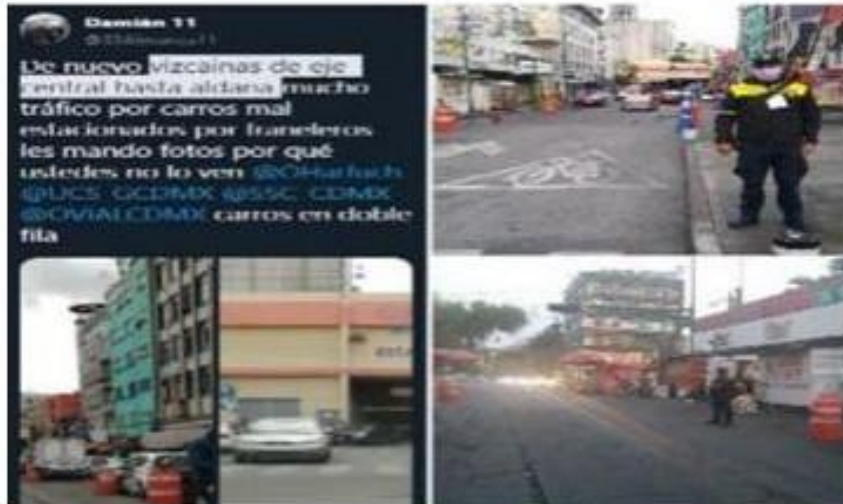 Damián 11
De nuevo vizcainas de eje
central hasta aldana mucho
tráfico por carros mal
estacionados por franeleros
les mando fotos por qué
ustedes no lo ven @OHarfuch
@UCS_GCDMX @SSC_CDMX
@OVIALCDMX carros en doble
fila